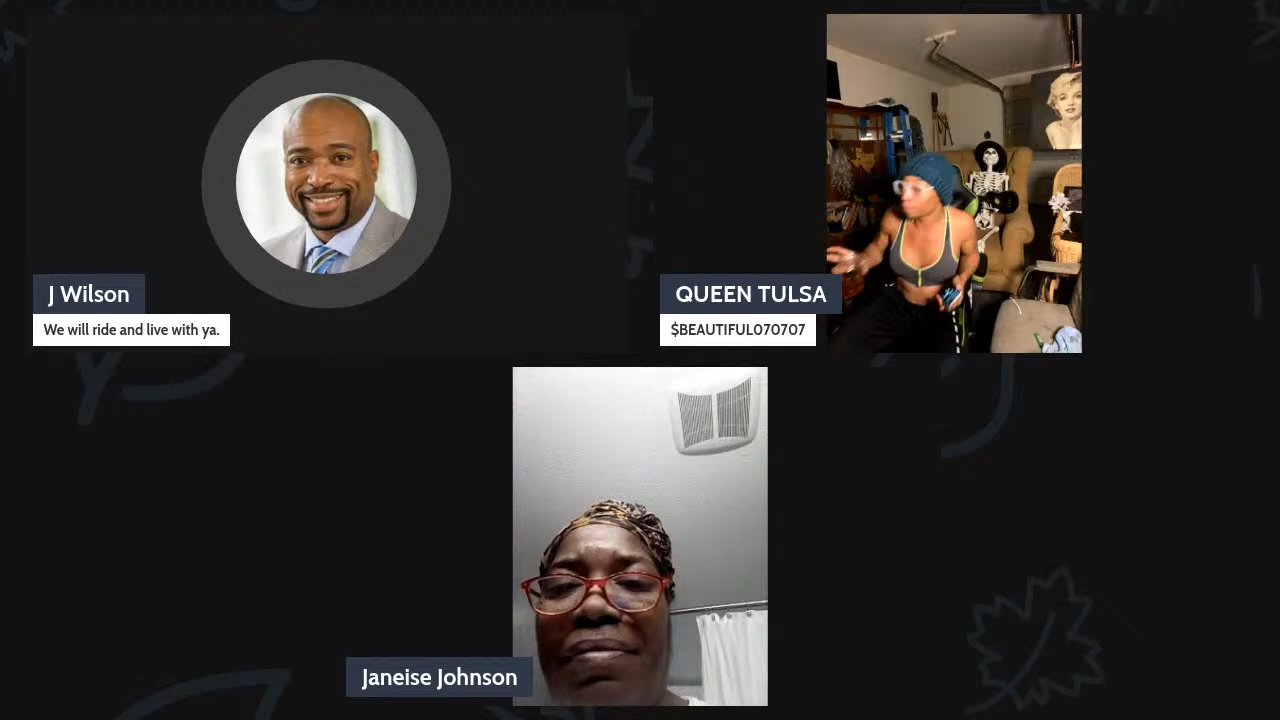 J Wilson
We will ride and live with ya.
QUEEN TULSA
$BEAUTIFUL070707
Janeise Johnson